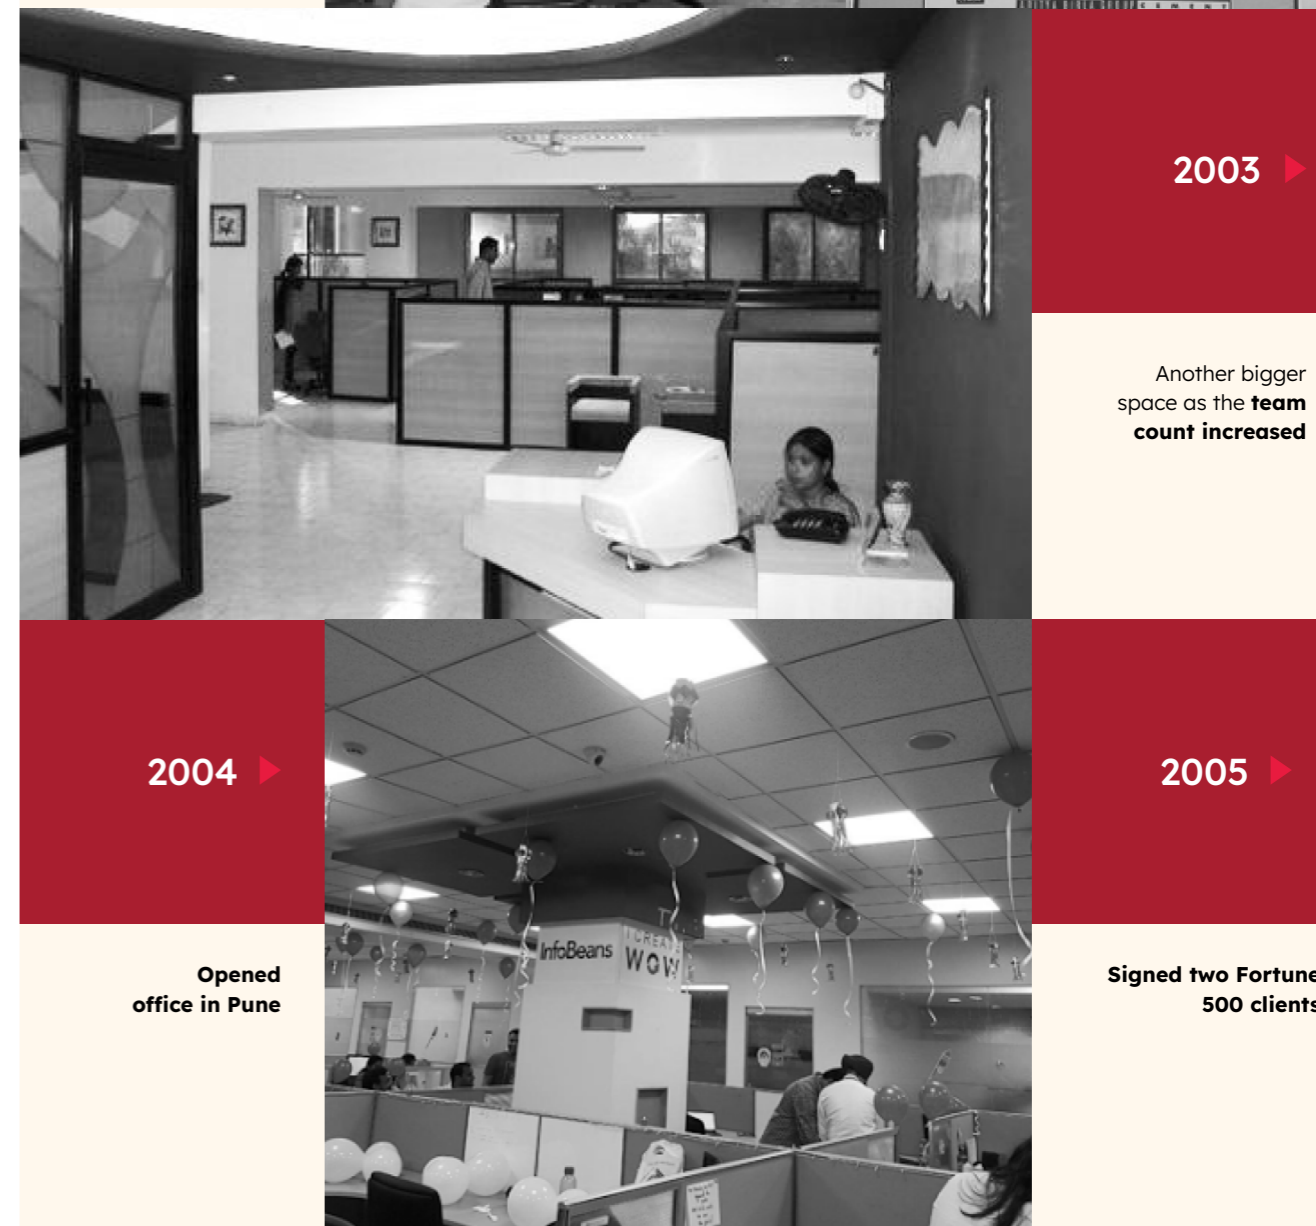 2003
Another bigger
space as the team
count increased
2004
Opened
office in Pune
InfoBeans
I CREATE
WOW
2005
Signed two Fortune
500 clients